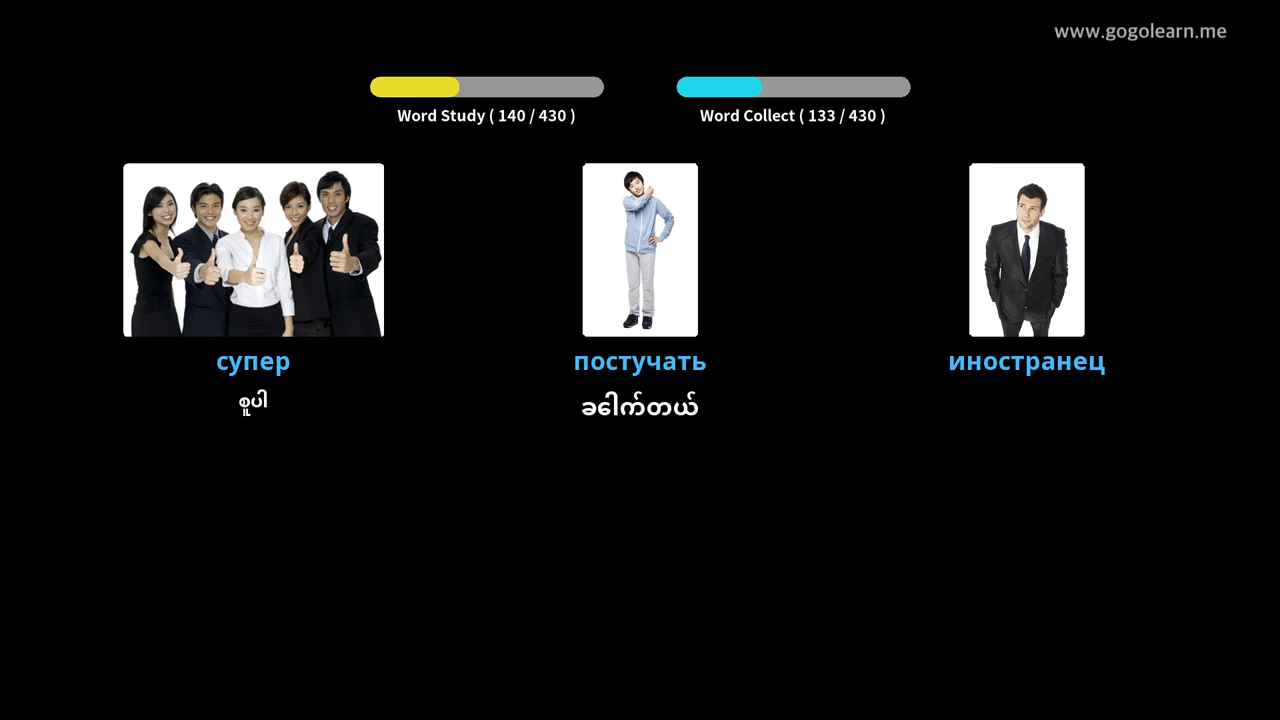 www.gogolearn.me
Word Study ( 140 / 430 )
Word Collect ( 133 / 430 )
супер
постучать
иностранец
စူပါ
ခေါက်တယ်